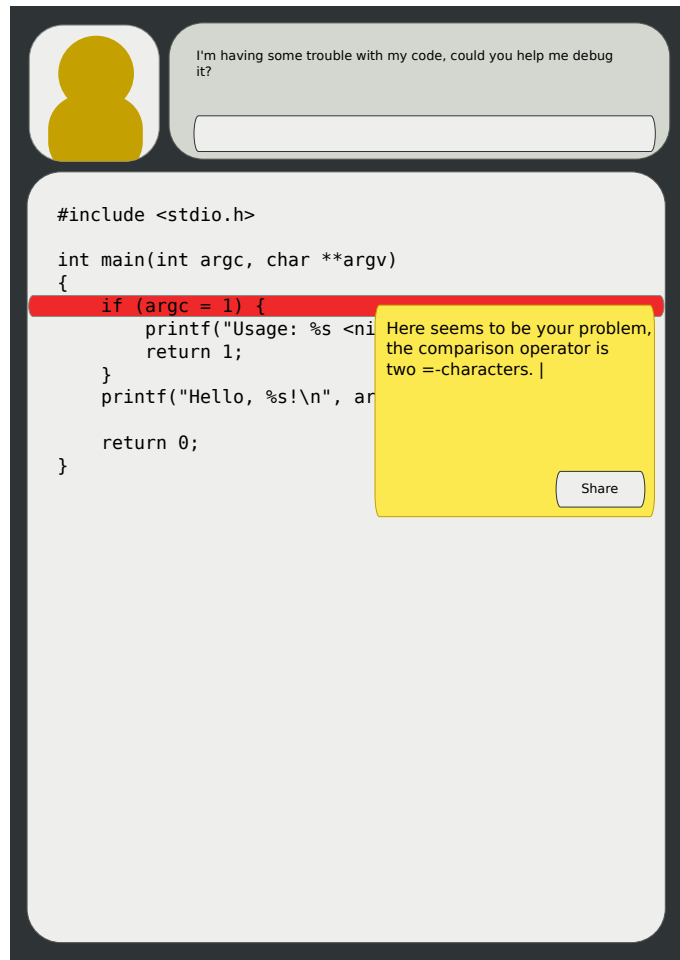 I'm having some trouble with my code, could you help me debug
it?
#include <stdio.h>
int main(int argc, char **argv)
{
    if (argc = 1) {
        printf("Usage: %s <ni
        return 1;
    }
    printf("Hello, %s!\n", ar
    return 0;
}
Here seems to be your problem,
the comparison operator is
two =-characters. |
Share